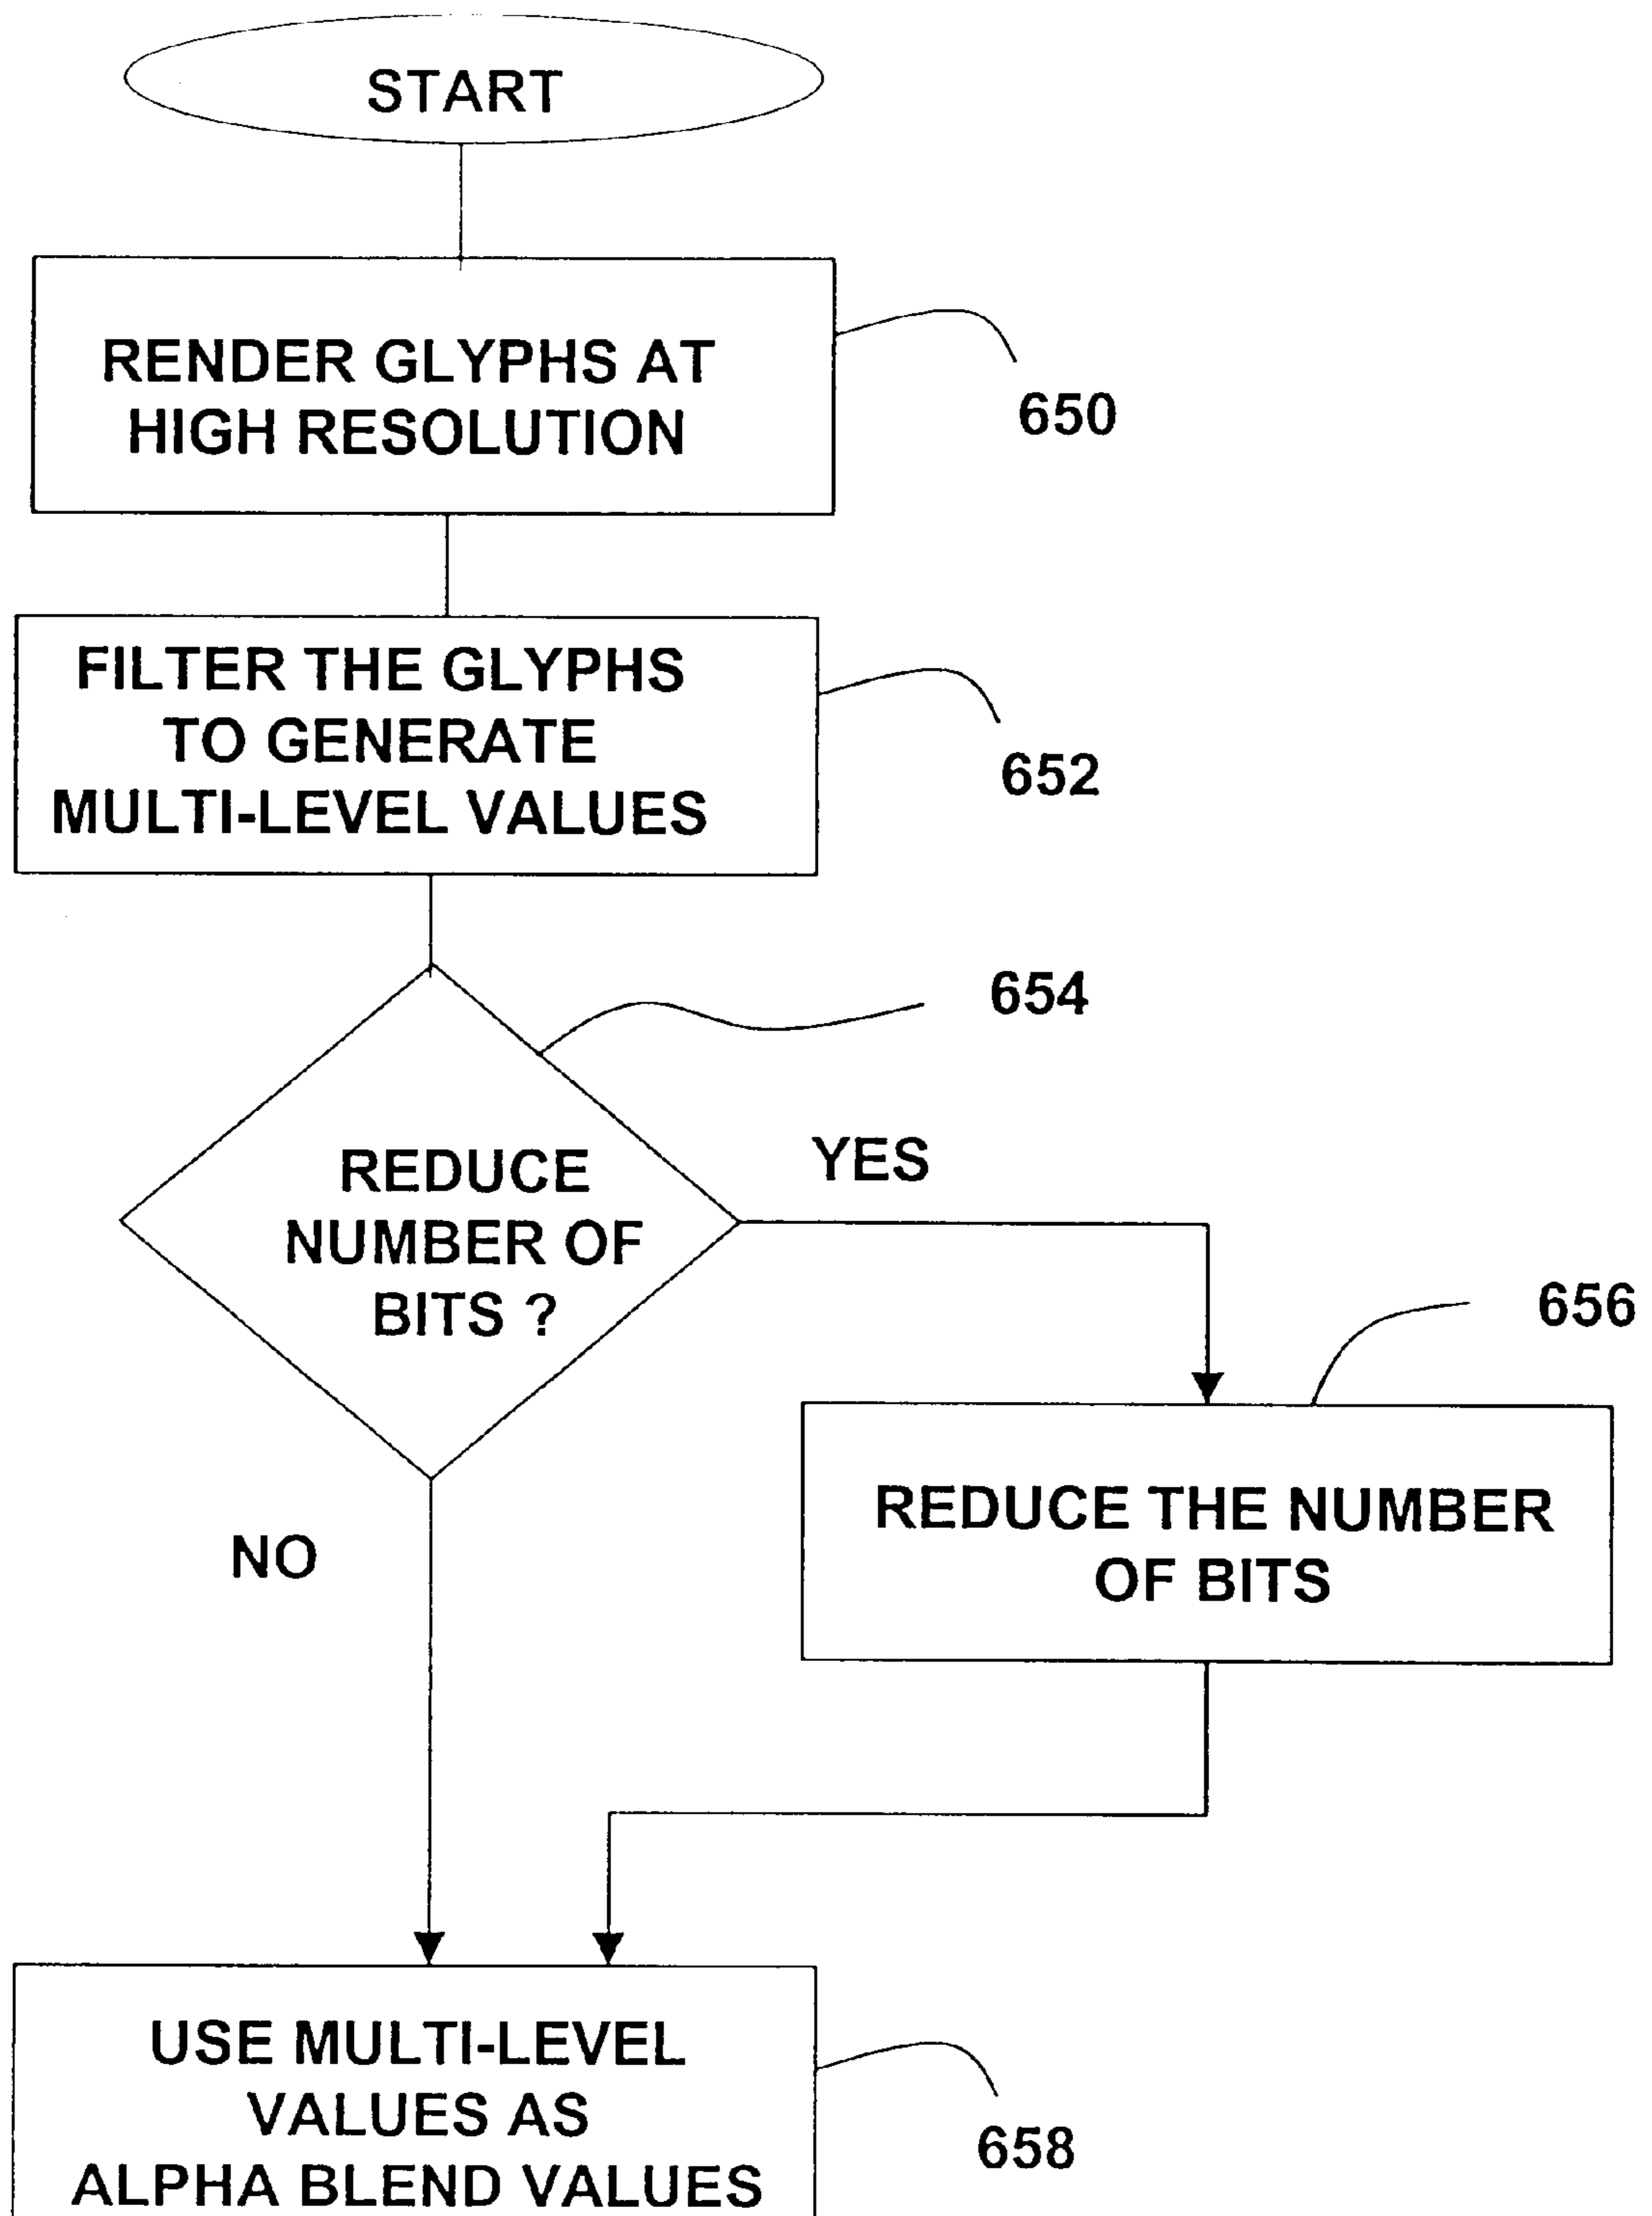 START
RENDER GLYPHS AT
HIGH RESOLUTION
650
FILTER THE GLYPHS
TO GENERATE
MULTI-LEVEL VALUES
652
654
REDUCE
NUMBER OF
BITS ?
YES
656
REDUCE THE NUMBER
OF BITS
NO
USE MULTI-LEVEL
VALUES AS
ALPHA BLEND VALUES
658